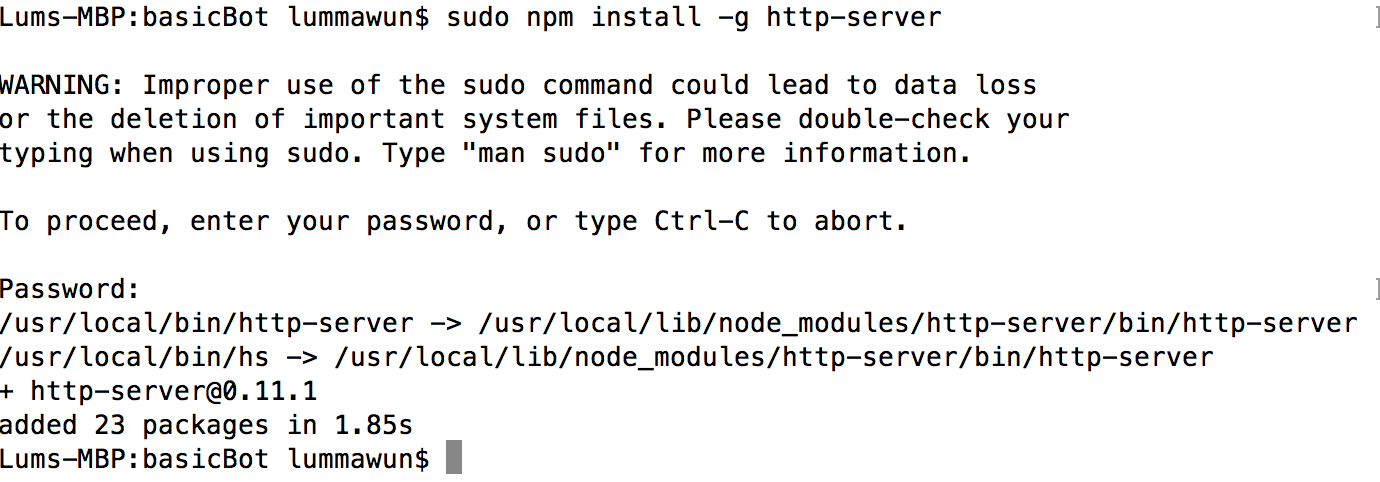 Lums-MBP:basicBot lummawun$ sudo npm install -g http-server
WARNING: Improper use of the sudo command could lead to data loss
or the deletion of important system files. Please double-check your
typing when using sudo. Type "man sudo" for more information.
To proceed, enter your password, or type Ctrl-C to abort.
Password:
/usr/local/bin/http-server -> /usr/local/lib/node_modules/http-server/bin/http-server
/usr/local/bin/hs -> /usr/local/lib/node_modules/http-server/bin/http-server
+ http-server@0.11.1
added 23 packages in 1.85s
Lums-MBP:basicBot lummawun$